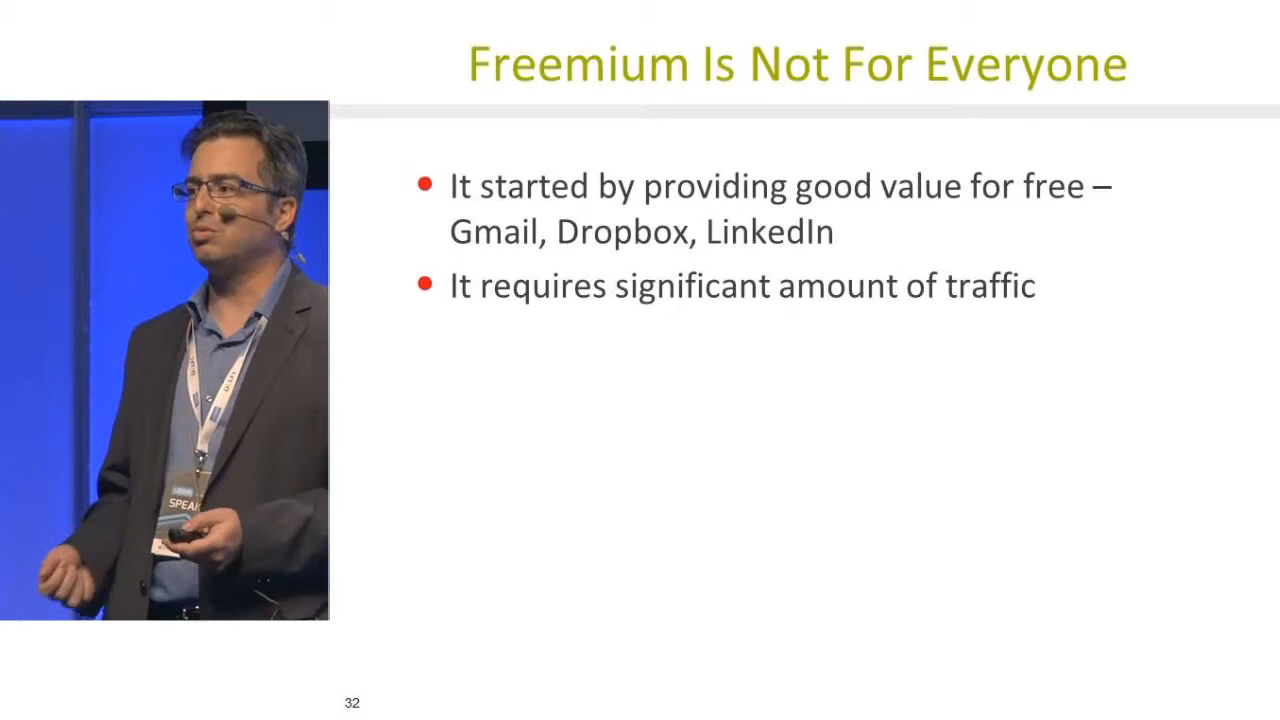 Freemium Is Not For Everyone
• It started by providing good value for free –
Gmail, Dropbox, LinkedIn
• It requires significant amount of traffic
32